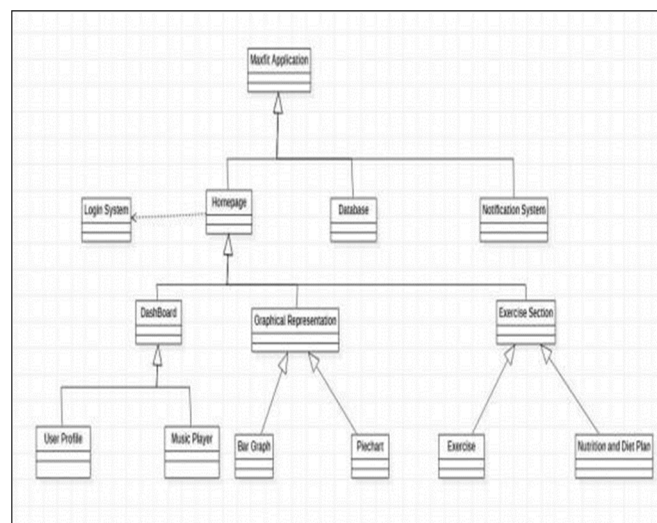 Maxfit Application
Login System
Homepage
Database
Notification System
DashBoard
Graphical Representation
Exercise Section
User Profile
Music Player
Bar Graph
Piechart
Exercise
Nutrition and Diet Plan